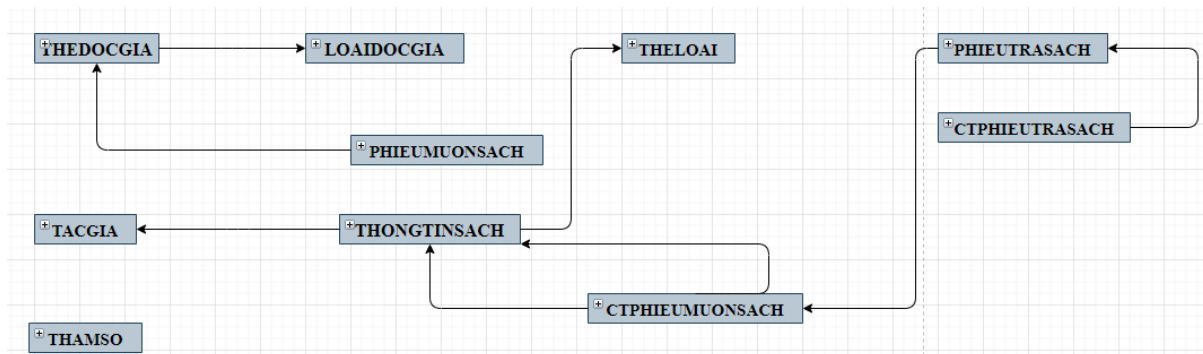 THEDOCGIA
LOAIDOCGIA
THELOAI
PHIEUTRASACH
CTPHIEUTRASACH
PHIEUMUONSACH
TACGIA
THONGTINSACH
CTPHIEUMUONSACH
THAMSO